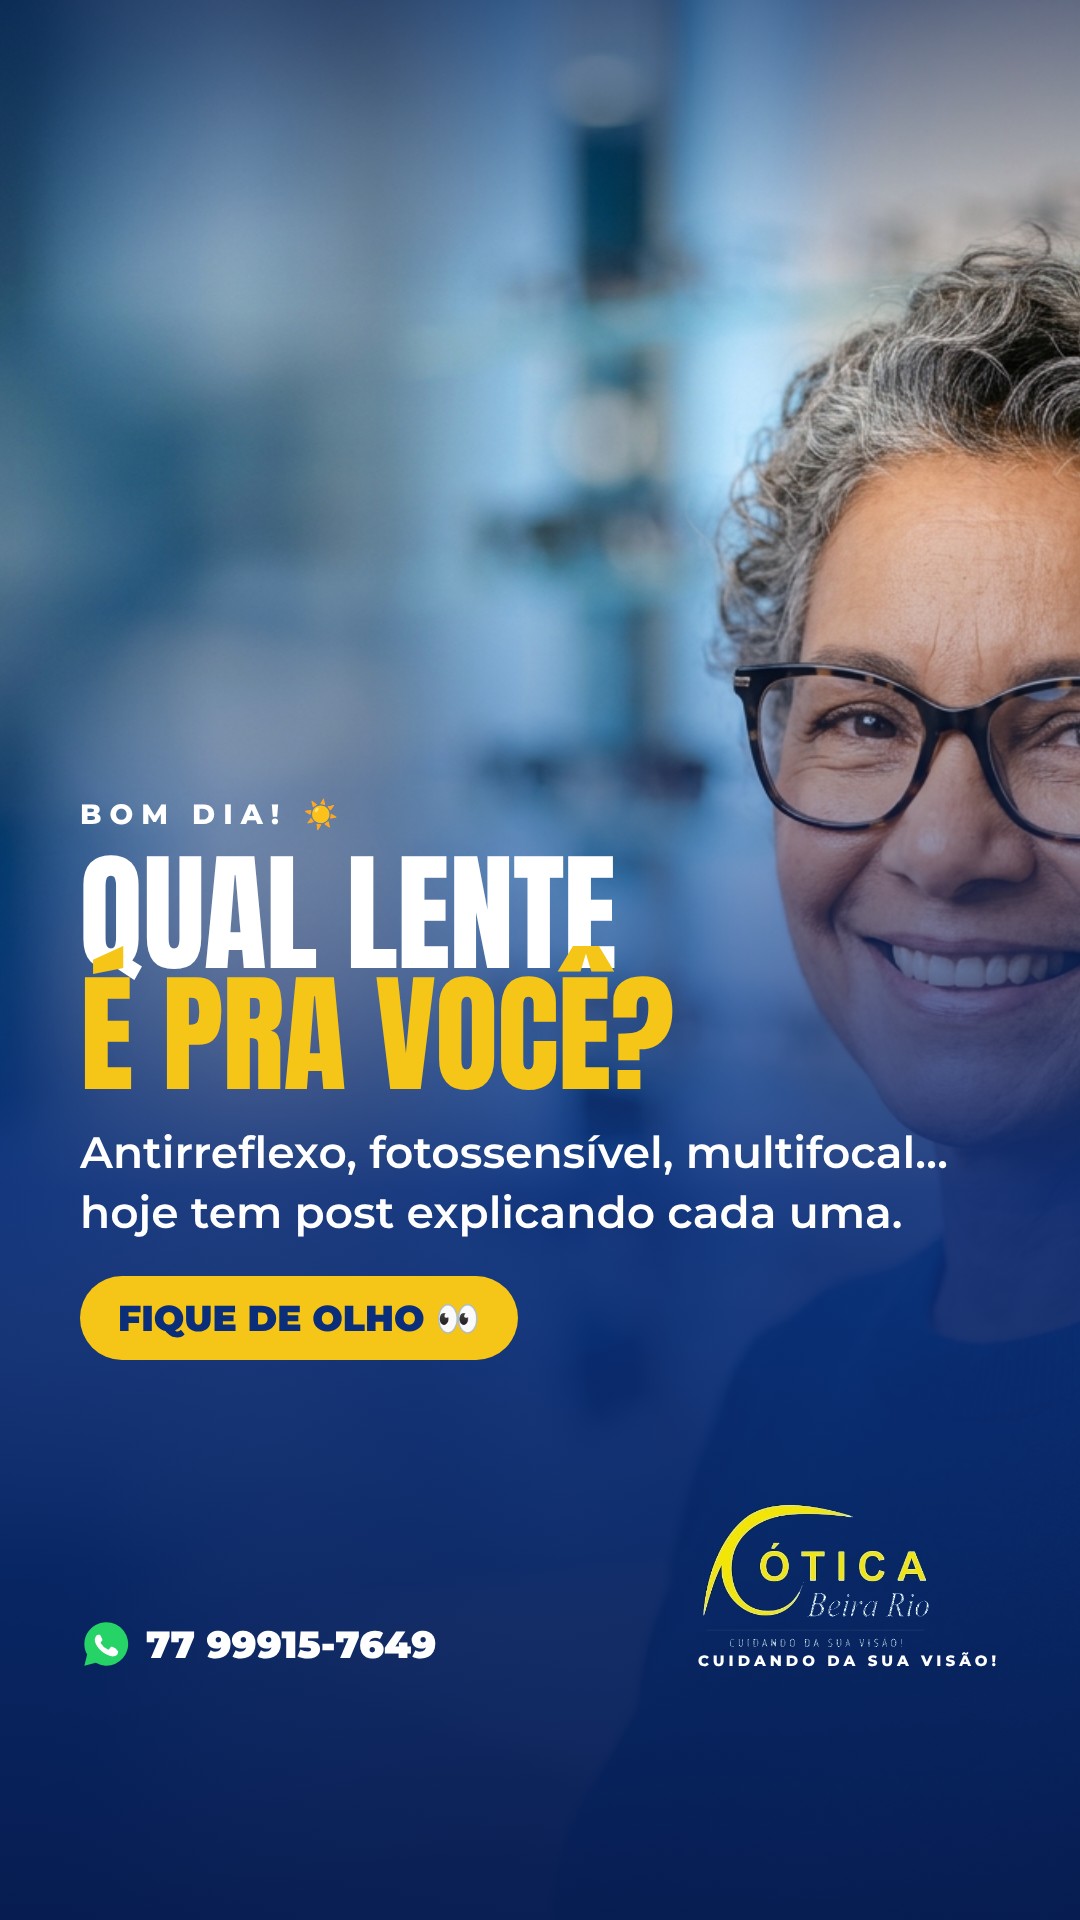 BOM DIA! ☀️
QUAL LENTE
É PRA VOCÊ?
Antirreflexo, fotossensível, multifocal...
hoje tem post explicando cada uma.
FIQUE DE OLHO 👀
ÓTICA
Beira Rio
CUIDANDO DA SUA VISÃO!
77 99915-7649
CUIDANDO DA SUA VISÃO!